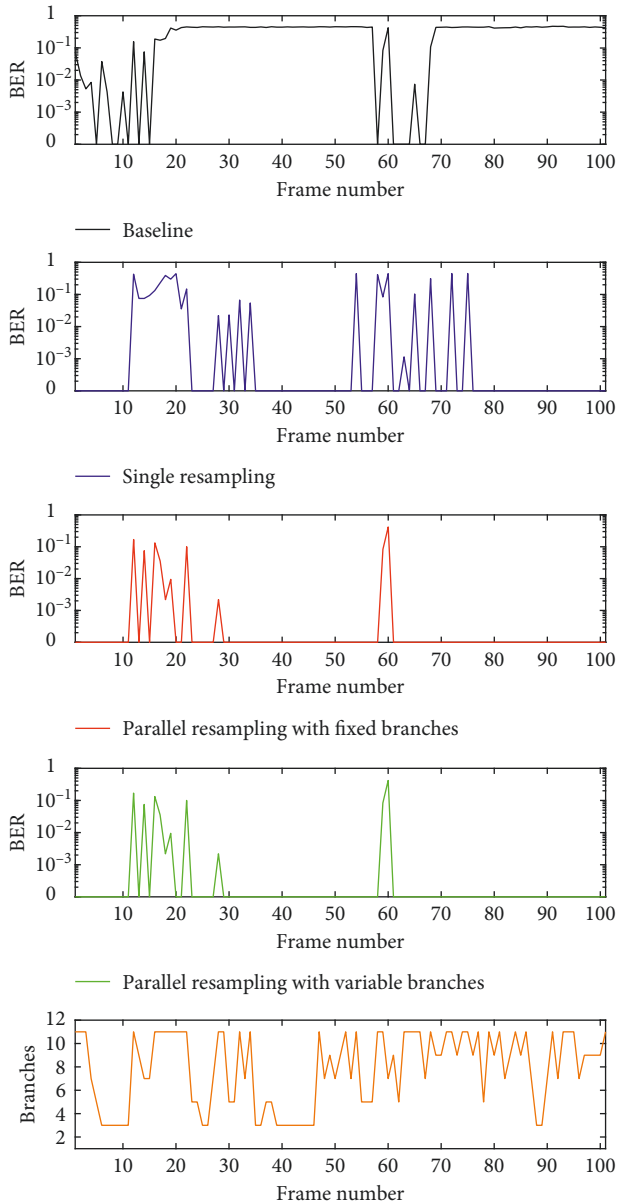 1
10⁻¹
10⁻²
10⁻³
0
BER
10 20 30 40 50 60 70 80 90 100
Frame number
Baseline
1
10⁻¹
10⁻²
10⁻³
0
BER
10 20 30 40 50 60 70 80 90 100
Frame number
Single resampling
1
10⁻¹
10⁻²
10⁻³
0
BER
10 20 30 40 50 60 70 80 90 100
Frame number
Parallel resampling with fixed branches
1
10⁻¹
10⁻²
10⁻³
0
BER
10 20 30 40 50 60 70 80 90 100
Frame number
Parallel resampling with variable branches
12
10
8
6
4
2
Branches
10 20 30 40 50 60 70 80 90 100
Frame number